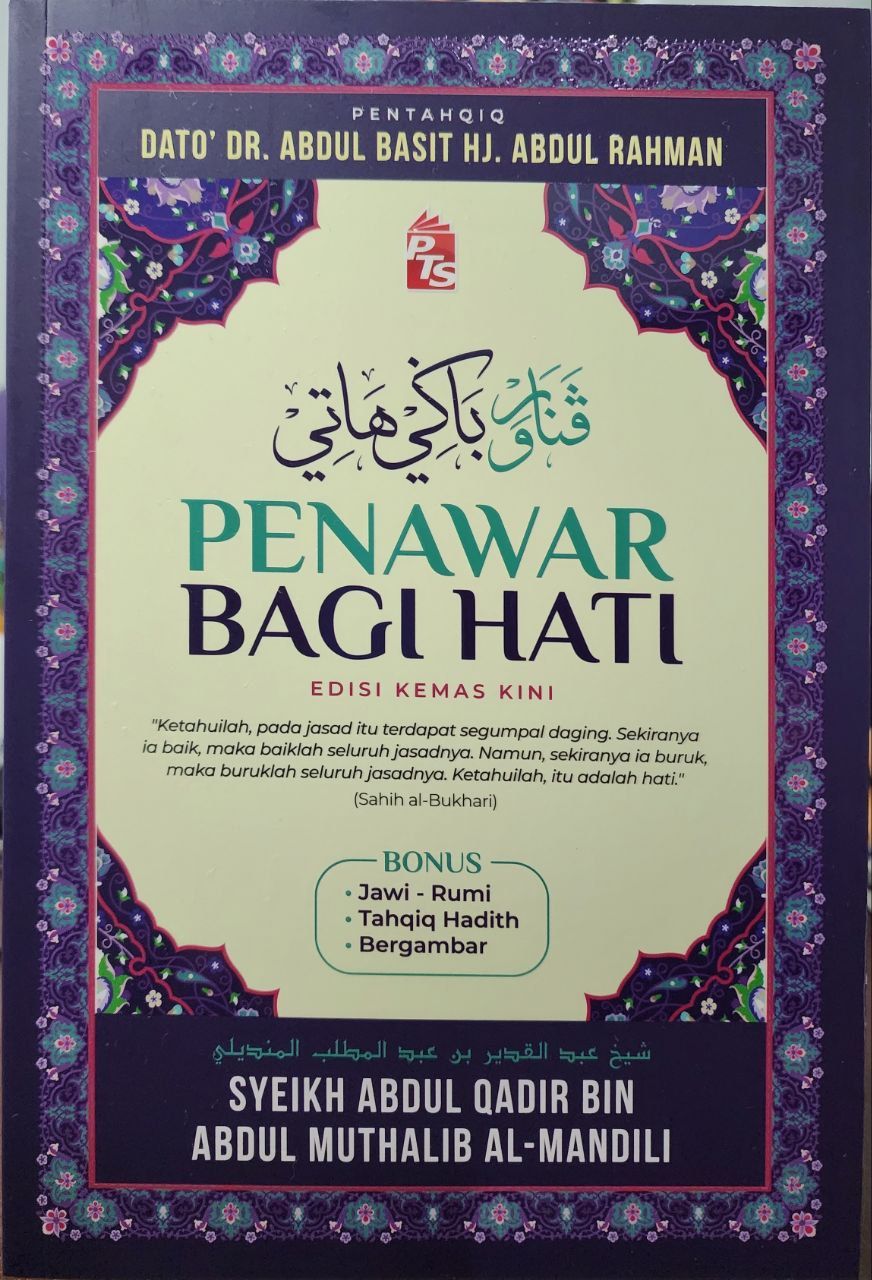 PENTAHQIQ
DATO' DR. ABDUL BASIT HJ. ABDUL RAHMAN
PTS
ڤناور باكي هاتي
PENAWAR
BAGI HATI
EDISI KEMAS KINI
"Ketahuilah, pada jasad itu terdapat segumpal daging. Sekiranya
ia baik, maka baiklah seluruh jasadnya. Namun, sekiranya ia buruk,
maka buruklah seluruh jasadnya. Ketahuilah, itu adalah hati."
(Sahih al-Bukhari)
BONUS
• Jawi - Rumi
• Tahqiq Hadith
• Bergambar
شيخ عبد القدير بن عبد المطلب المنديلي
SYEIKH ABDUL QADIR BIN
ABDUL MUTHALIB AL-MANDILI